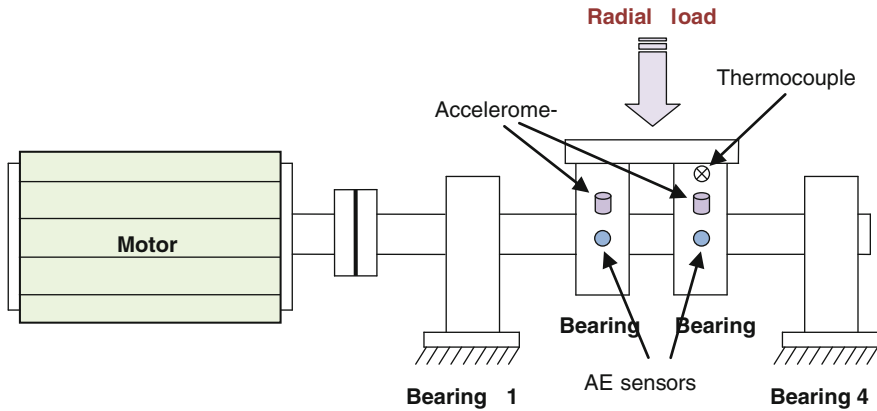 Radial load
Thermocouple
Accelerome-
Motor
Bearing Bearing
AE sensors
Bearing 1
Bearing 4